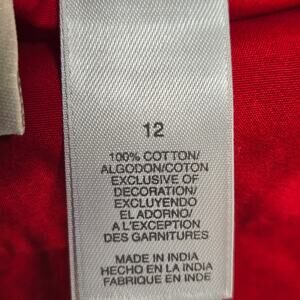 12
100% COTTON/
ALGODON/COTON
EXCLUSIVE OF
DECORATION/
EXCLUYENDO
EL ADORNO/
A L'EXCEPTION
DES GARNITURES
MADE IN INDIA
HECHO EN LA INDIA
FABRIQUE EN INDE